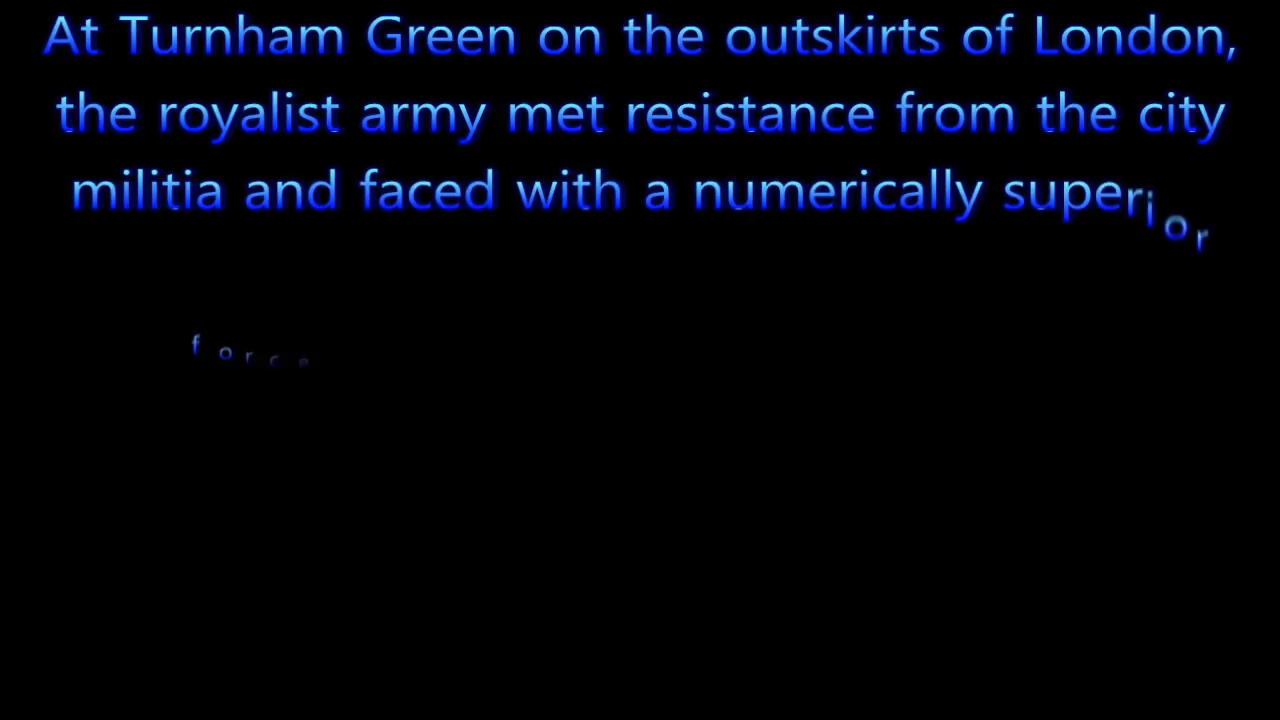 At Turnham Green on the outskirts of London,
the royalist army met resistance from the city
militia and faced with a numerically superior
force